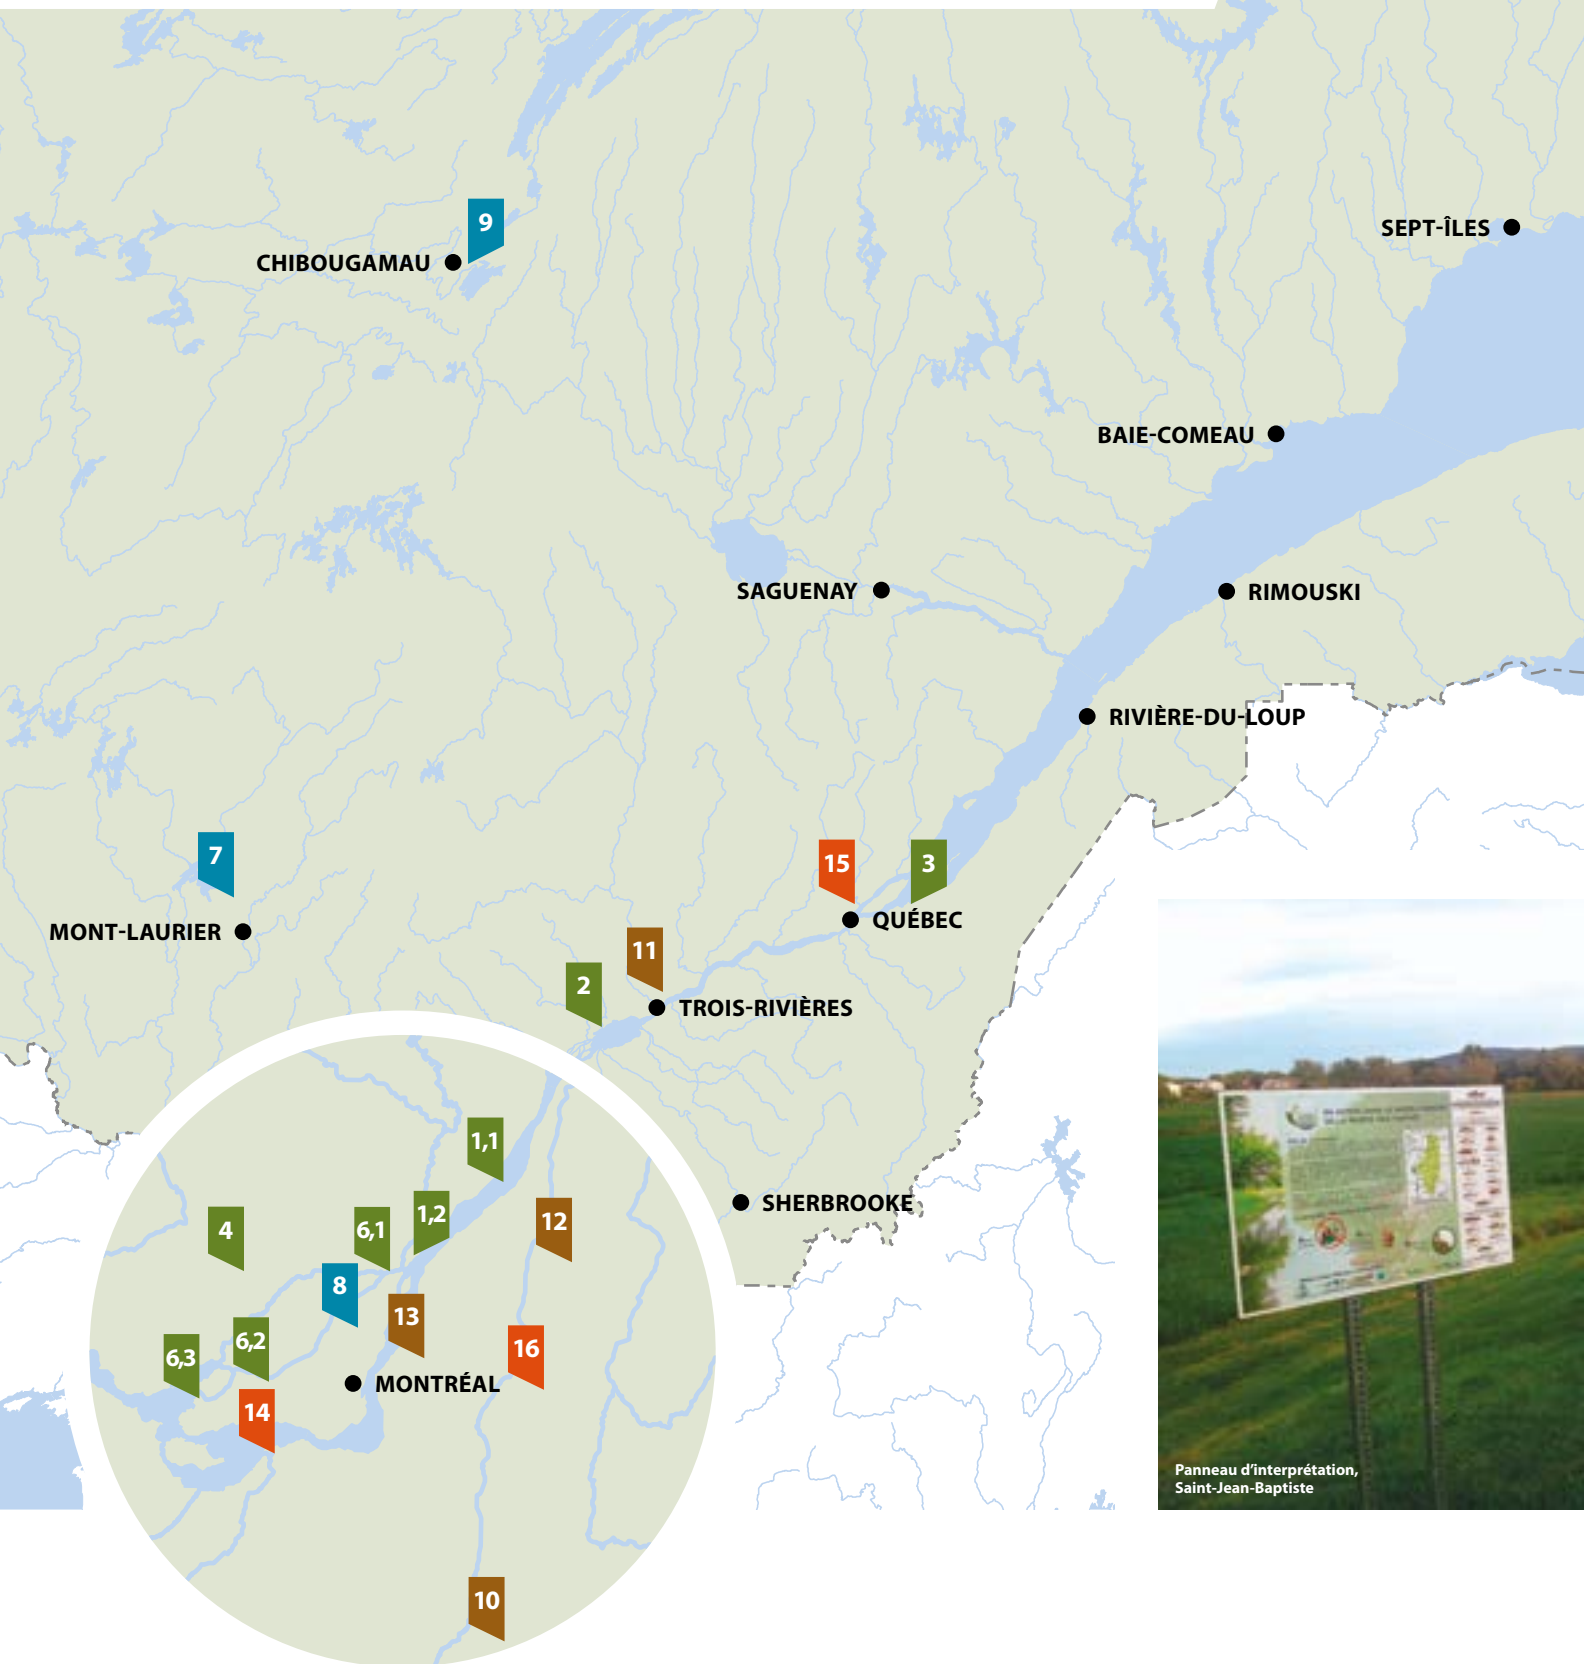 9
SEPT-ÎLES
CHIBOUGAMAU
BAIE-COMEAU
SAGUENAY
RIMOUSKI
RIVIÈRE-DU-LOUP
7
15
3
QUÉBEC
MONT-LAURIER
11
2
TROIS-RIVIÈRES
1,1
SHERBROOKE
4
6,1
1,2
12
8
13
6,3
6,2
16
MONTRÉAL
14
10
Panneau d'interprétation,
Saint-Jean-Baptiste